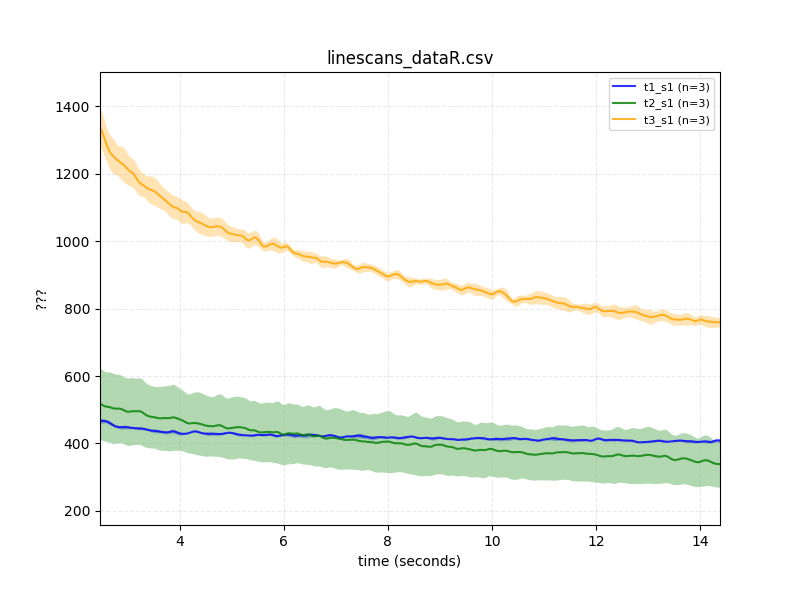 linescans_dataR.csv
t1_s1 (n=3)
t2_s1 (n=3)
t3_s1 (n=3)
1400
1200
1000
800
600
400
200
???
4 6 8 10 12 14
time (seconds)